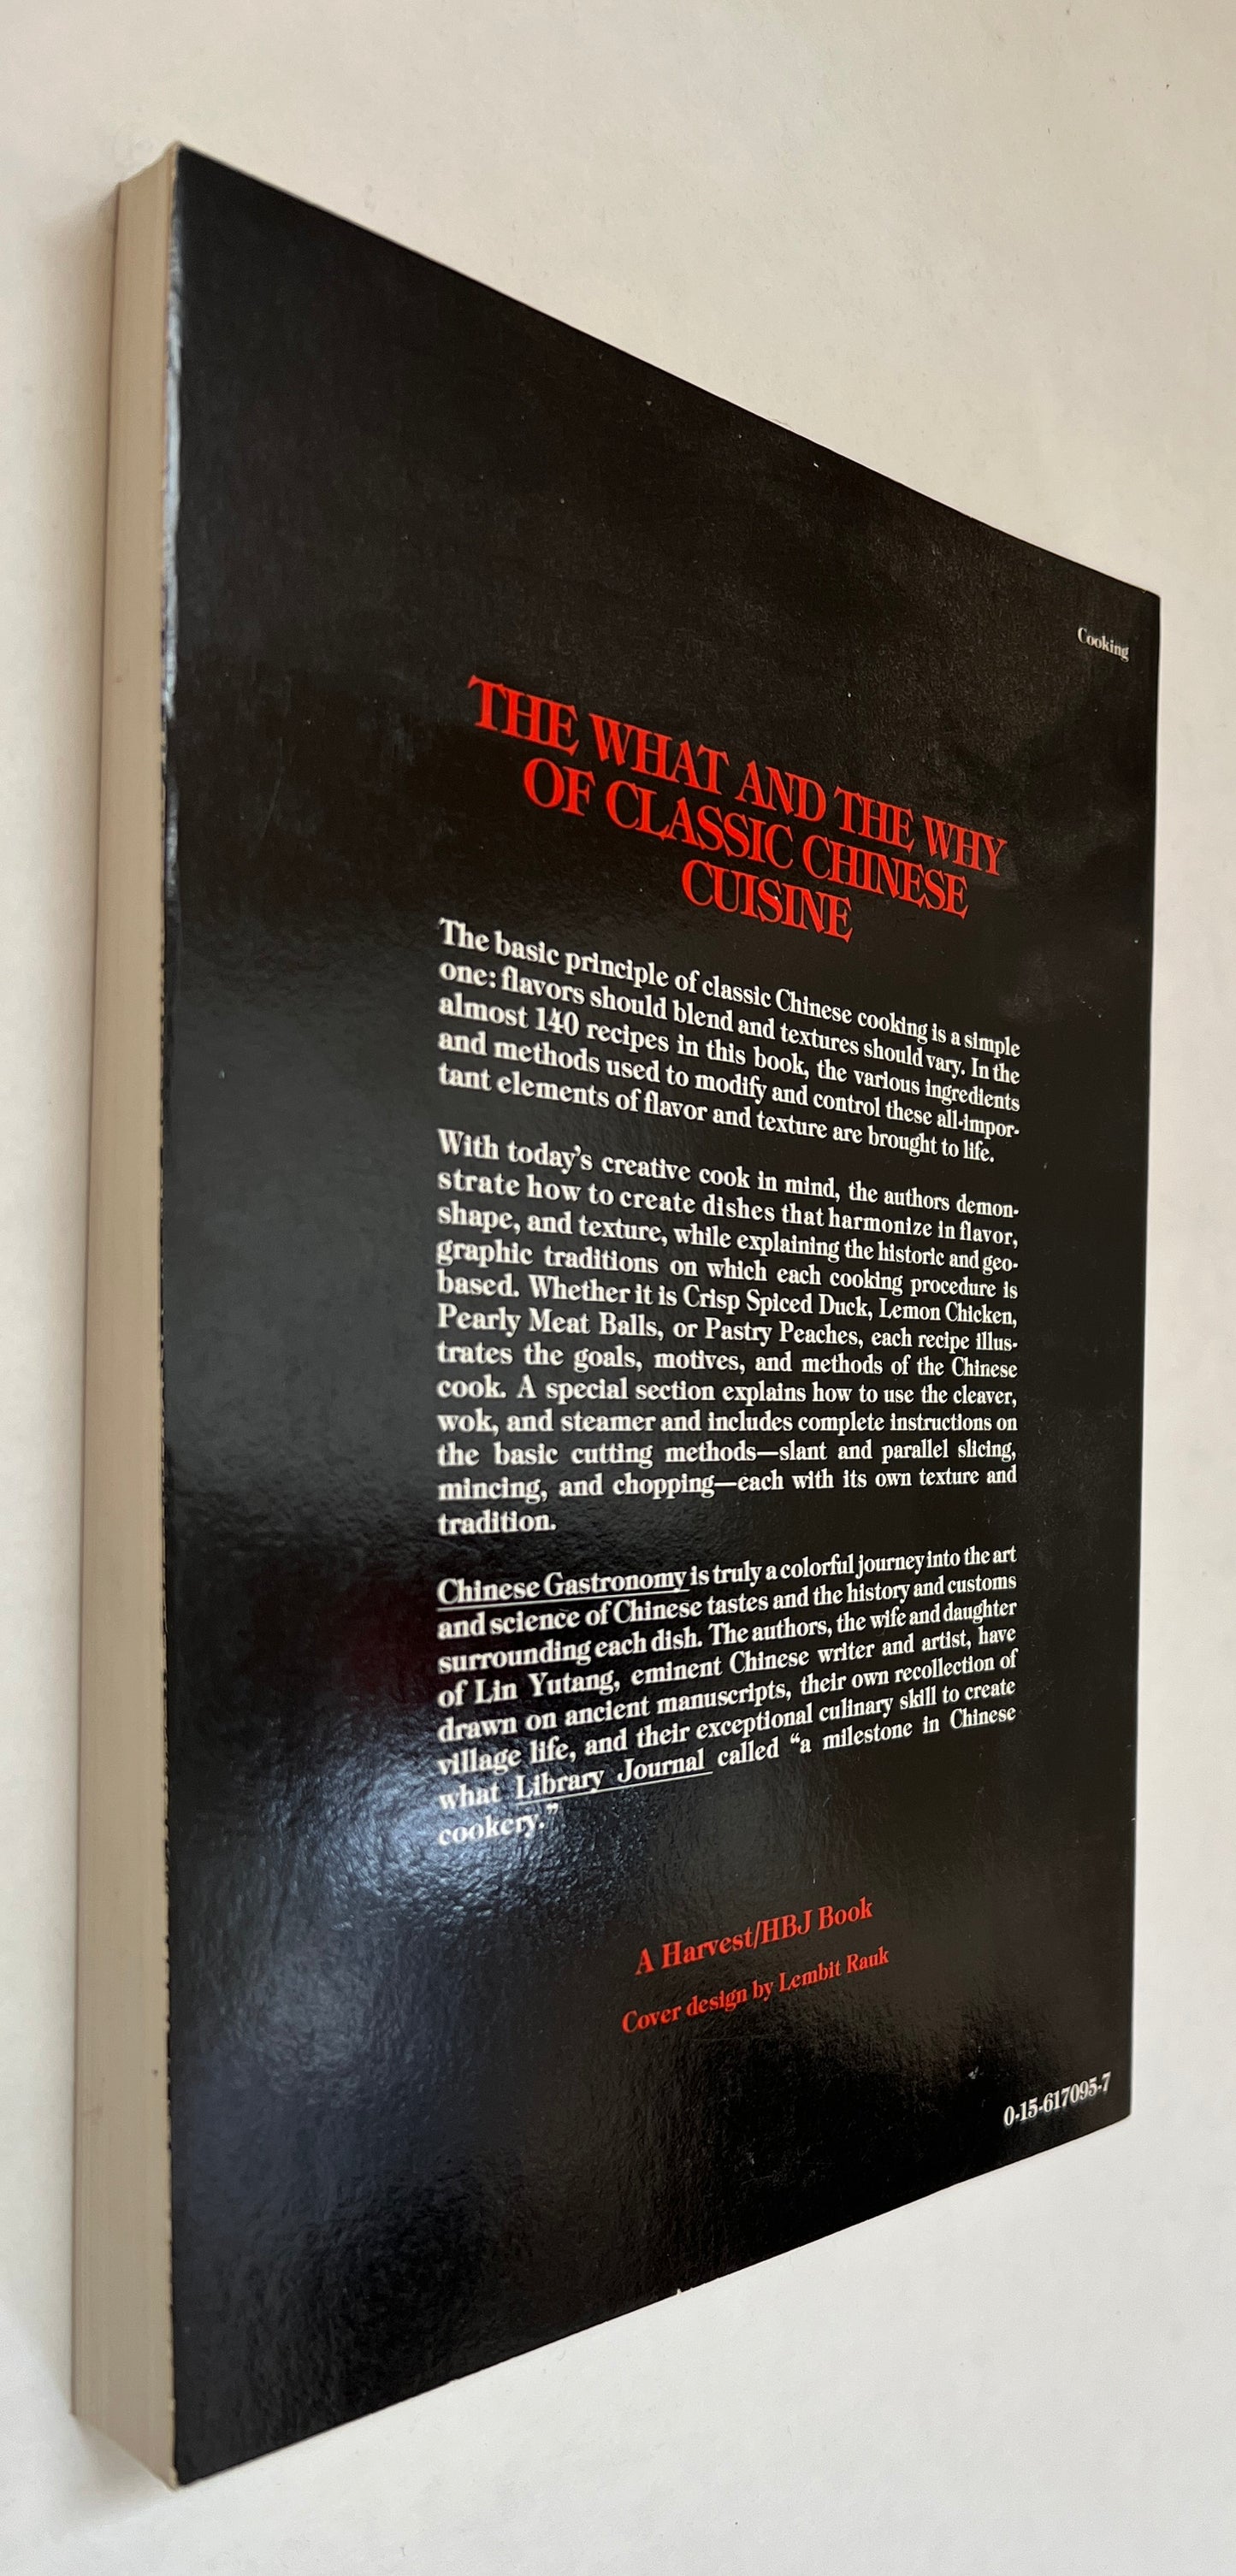 Cooking
THE WHAT AND THE WHY
OF CLASSIC CHINESE
CUISINE
The basic principle of classic Chinese cooking is a simple
one: flavors should blend and textures should vary. In the
almost 140 recipes in this book, the various ingredients
and methods used to modify and control these all-impor-
tant elements of flavor and texture are brought to life.
With today's creative cook in mind, the authors demon-
strate how to create dishes that harmonize in flavor,
shape, and texture, while explaining the historic and geo-
graphic traditions on which each cooking procedure is
based. Whether it is Crisp Spiced Duck, Lemon Chicken,
Pearly Meat Balls, or Pastry Peaches, each recipe illus-
trates the goals, motives, and methods of the Chinese
cook. A special section explains how to use the cleaver,
wok, and steamer and includes complete instructions on
the basic cutting methods—slant and parallel slicing,
mincing, and chopping—each with its own texture and
tradition.
Chinese Gastronomy is truly a colorful journey into the art
and science of Chinese tastes and the history and customs
surrounding each dish. The authors, the wife and daughter
of Lin Yutang, eminent Chinese writer and artist, have
drawn on ancient manuscripts, their own recollection of
village life, and their exceptional culinary skill to create
what Library Journal called "a milestone in Chinese
cookery."
A Harvest/HBJ Book
Cover design by Lembit Rauk
0-15-617095-7